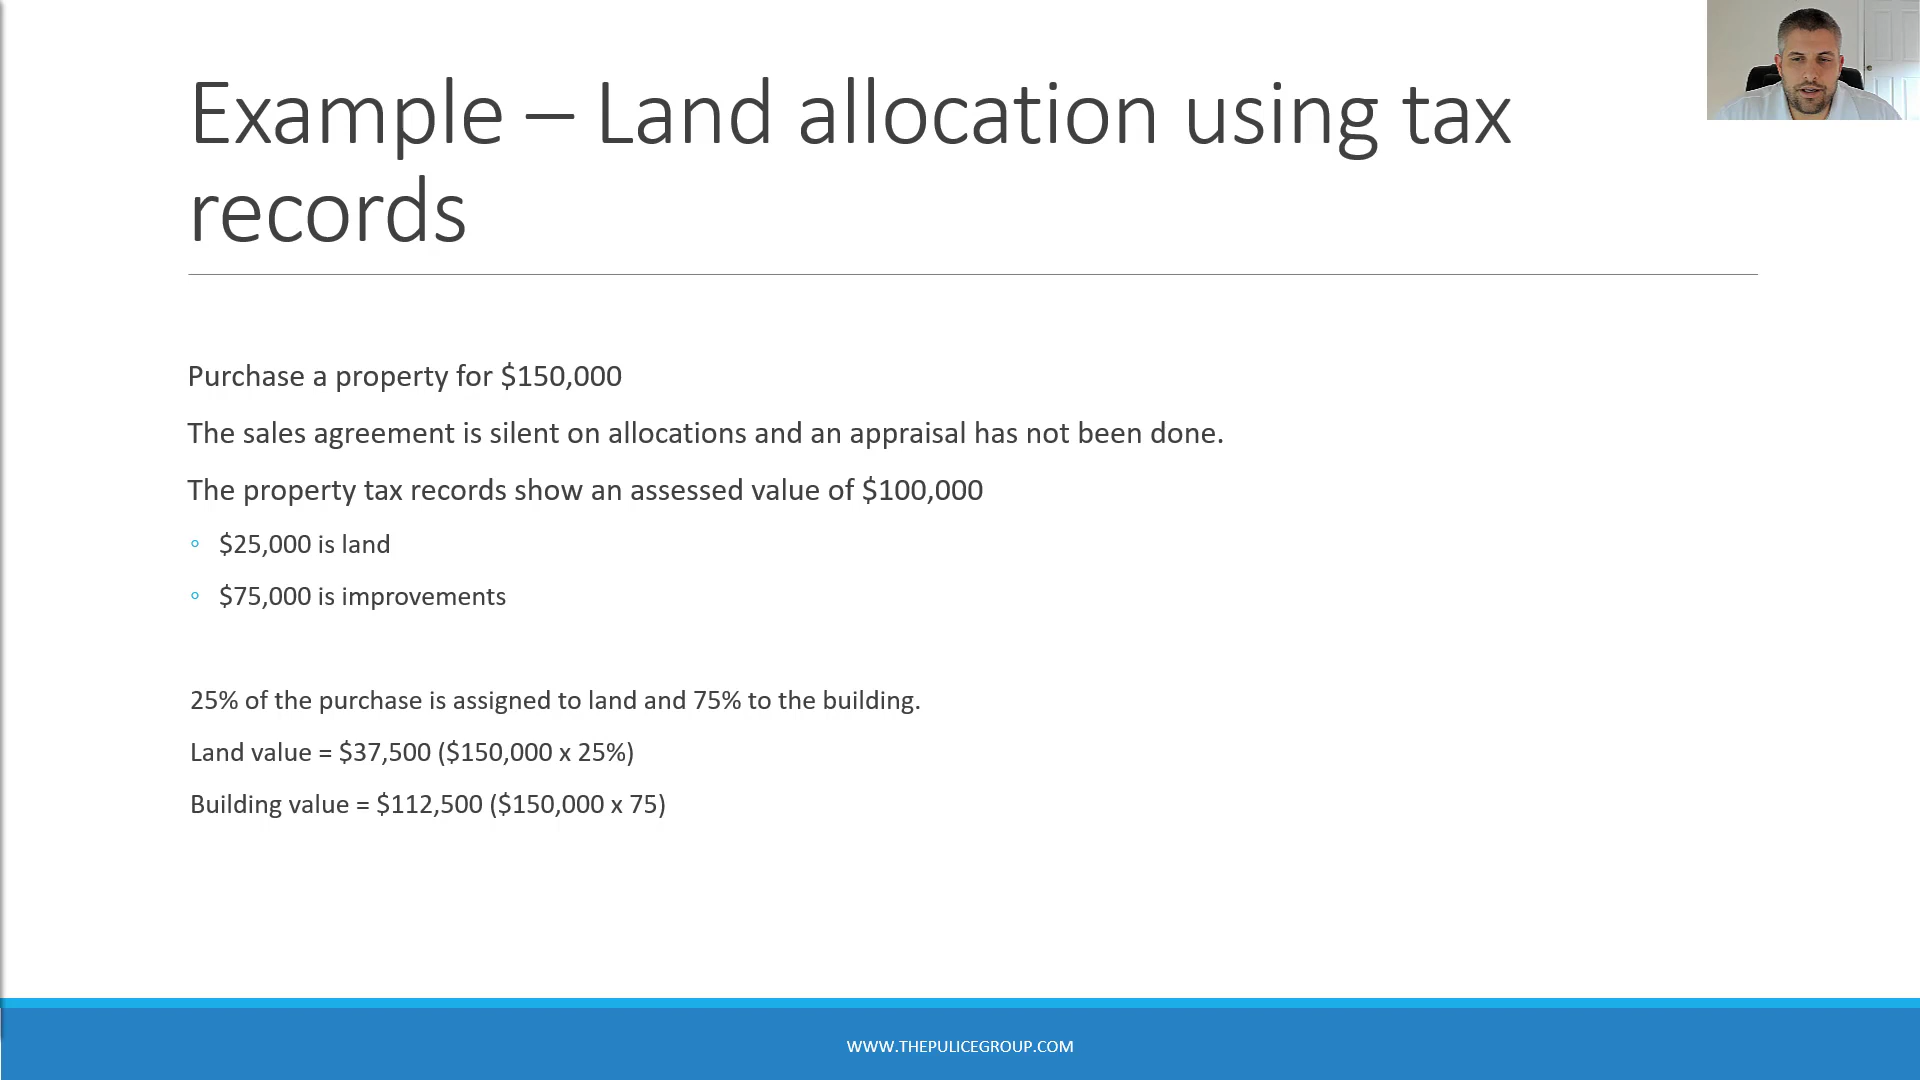 Example – Land allocation using tax
records
Purchase a property for $150,000
The sales agreement is silent on allocations and an appraisal has not been done.
The property tax records show an assessed value of $100,000
◦ $25,000 is land
◦ $75,000 is improvements
25% of the purchase is assigned to land and 75% to the building.
Land value = $37,500 ($150,000 x 25%)
Building value = $112,500 ($150,000 x 75)
WWW.THEPULICEGROUP.COM